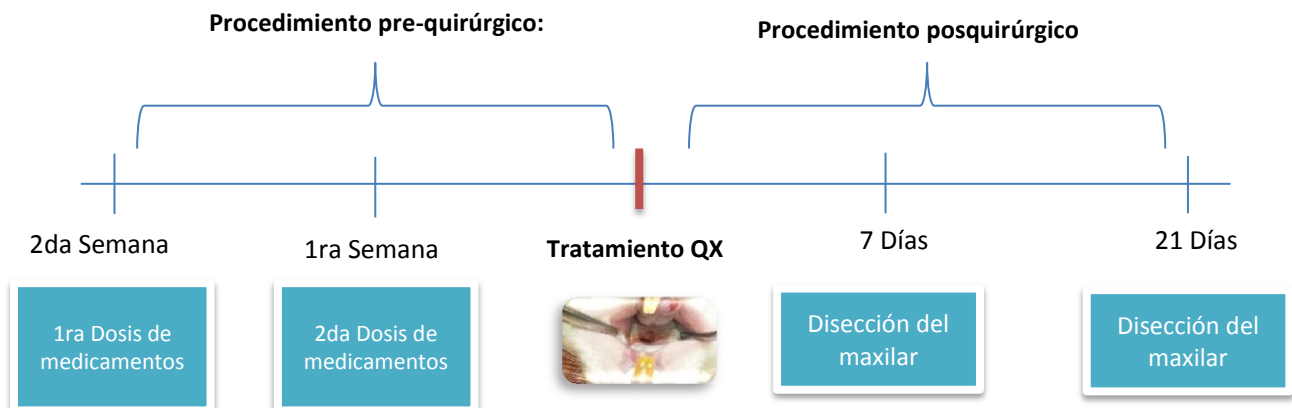 Procedimiento pre-quirúrgico:
Procedimiento posquirúrgico
2da Semana
1ra Semana
Tratamiento QX
7 Días
21 Días
1ra Dosis de
medicamentos
2da Dosis de
medicamentos
Disección del
maxilar
Disección del
maxilar